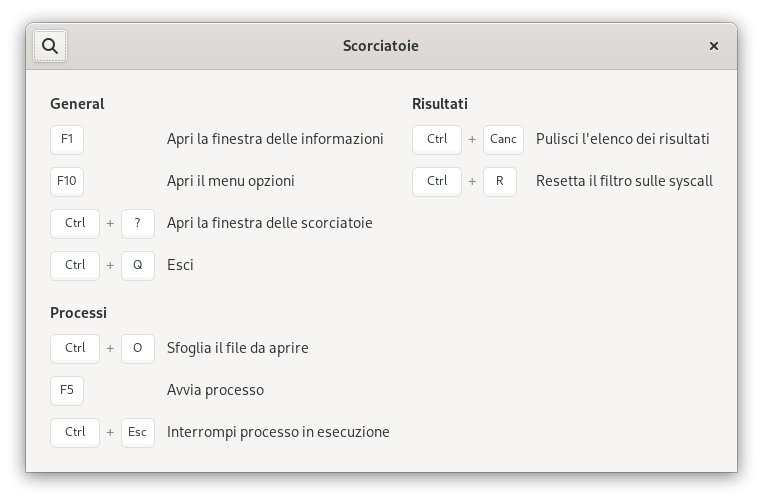 Scorciatoie
General
F1 Apri la finestra delle informazioni
F10 Apri il menu opzioni
Ctrl + ? Apri la finestra delle scorciatoie
Ctrl + Q Esci
Processi
Ctrl + O Sfoglia il file da aprire
F5 Avvia processo
Ctrl + Esc Interrompi processo in esecuzione
Risultati
Ctrl + Canc Pulisci l'elenco dei risultati
Ctrl + R Resetta il filtro sulle syscall